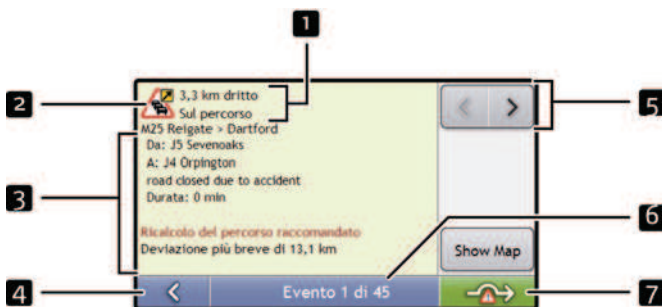 1
2
3,3 km dritto
Sul percorso
5
M25 Reigate > Dartford
Da: J5 Sevenoaks
A: J4 Orpington
3
road closed due to accident
Durata: 0 min
6
Ricalcolo del percorso raccomandato
Deviazione più breve di 13,1 km
Show Map
4
Evento 1 di 45
7